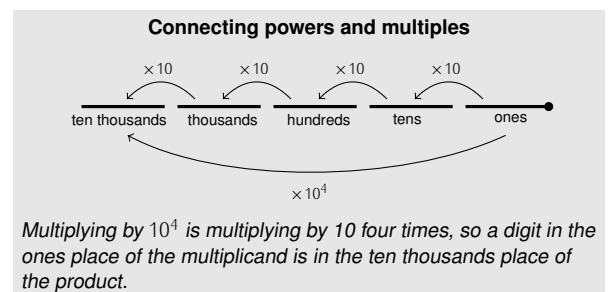 Connecting powers and multiples
×10 ×10 ×10 ×10
ten thousands thousands hundreds tens ones
×10⁴
Multiplying by 10⁴ is multiplying by 10 four times, so a digit in the
ones place of the multiplicand is in the ten thousands place of
the product.